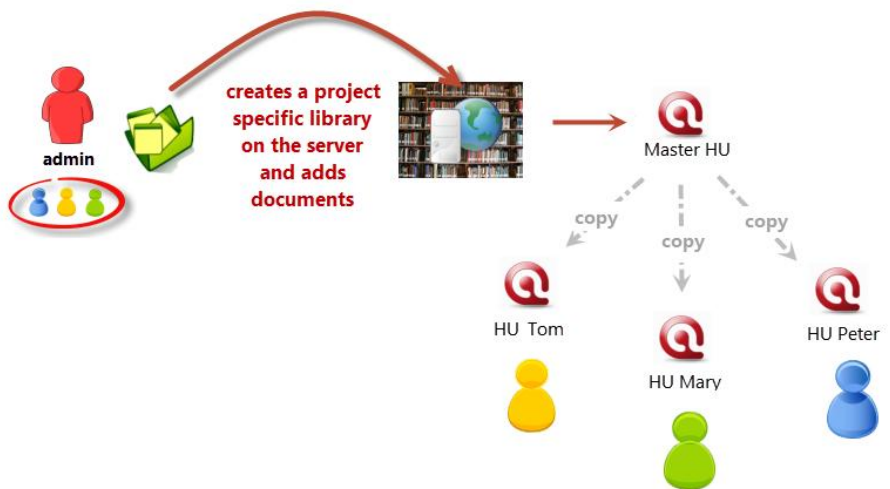 creates a project
specific library
on the server
and adds
documents
admin
Master HU
copy
copy
copy
HU Tom
HU Mary
HU Peter